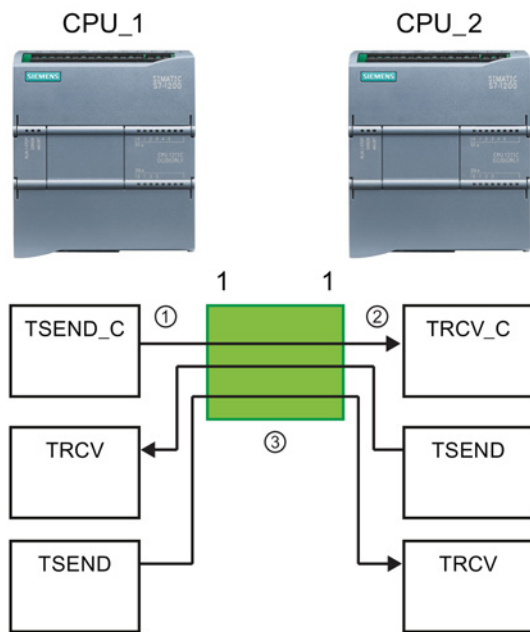 CPU_1
CPU_2
SIEMENS
SIMATIC
S7-1200
SIEMENS
SIMATIC
S7-1200
1
1
TSEND_C
①
②
TRCV_C
TRCV
③
TSEND
TSEND
TRCV